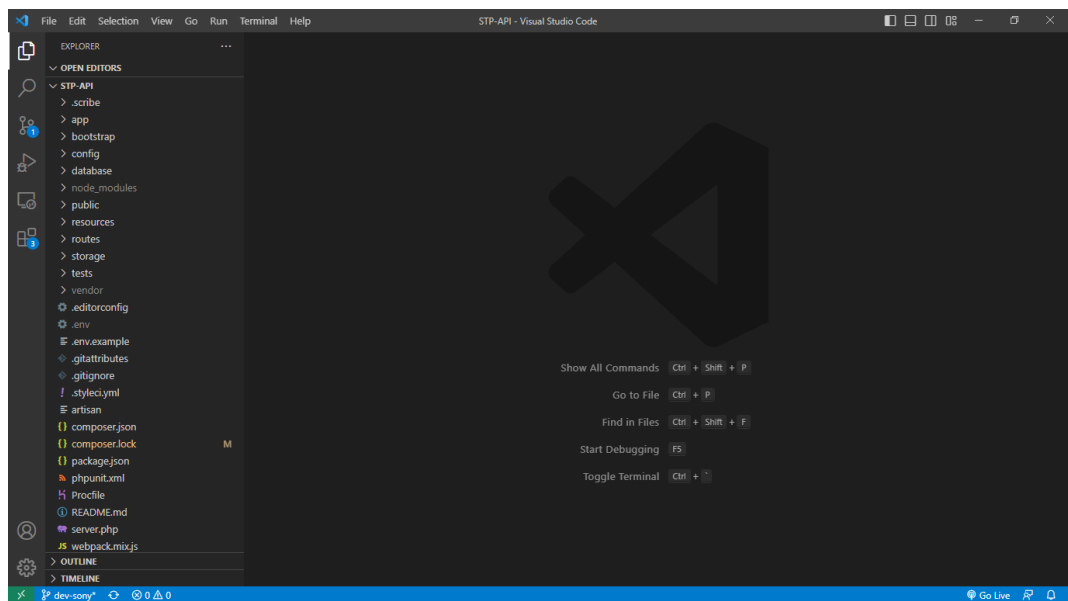 File Edit Selection View Go Run Terminal Help STP-API - Visual Studio Code
EXPLORER ...
OPEN EDITORS
STP-API
.scribe
app
bootstrap
config
database
node_modules
public
resources
routes
storage
tests
vendor
.editorconfig
.env
.env.example
.gitattributes
.gitignore
.styleci.yml
artisan
composer.json
composer.lock M
package.json
phpunit.xml
Procfile
README.md
server.php
JS webpack.mix.js
OUTLINE
TIMELINE
1
3
Show All Commands Ctrl + Shift + P
Go to File Ctrl + P
Find in Files Ctrl + Shift + F
Start Debugging F5
Toggle Terminal Ctrl + `
dev-sony* 0 0 Go Live